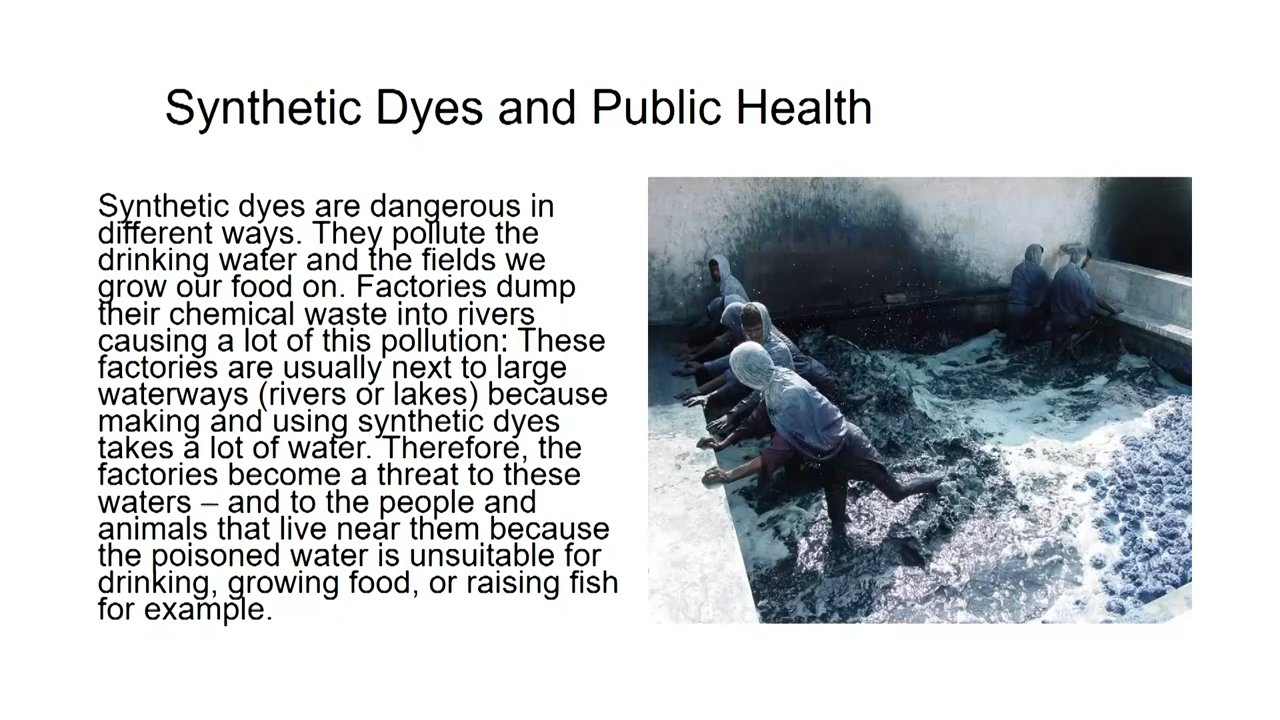 Synthetic Dyes and Public Health
Synthetic dyes are dangerous in
different ways. They pollute the
drinking water and the fields we
grow our food on. Factories dump
their chemical waste into rivers
causing a lot of this pollution: These
factories are usually next to large
waterways (rivers or lakes) because
making and using synthetic dyes
takes a lot of water. Therefore, the
factories become a threat to these
waters – and to the people and
animals that live near them because
the poisoned water is unsuitable for
drinking, growing food, or raising fish
for example.